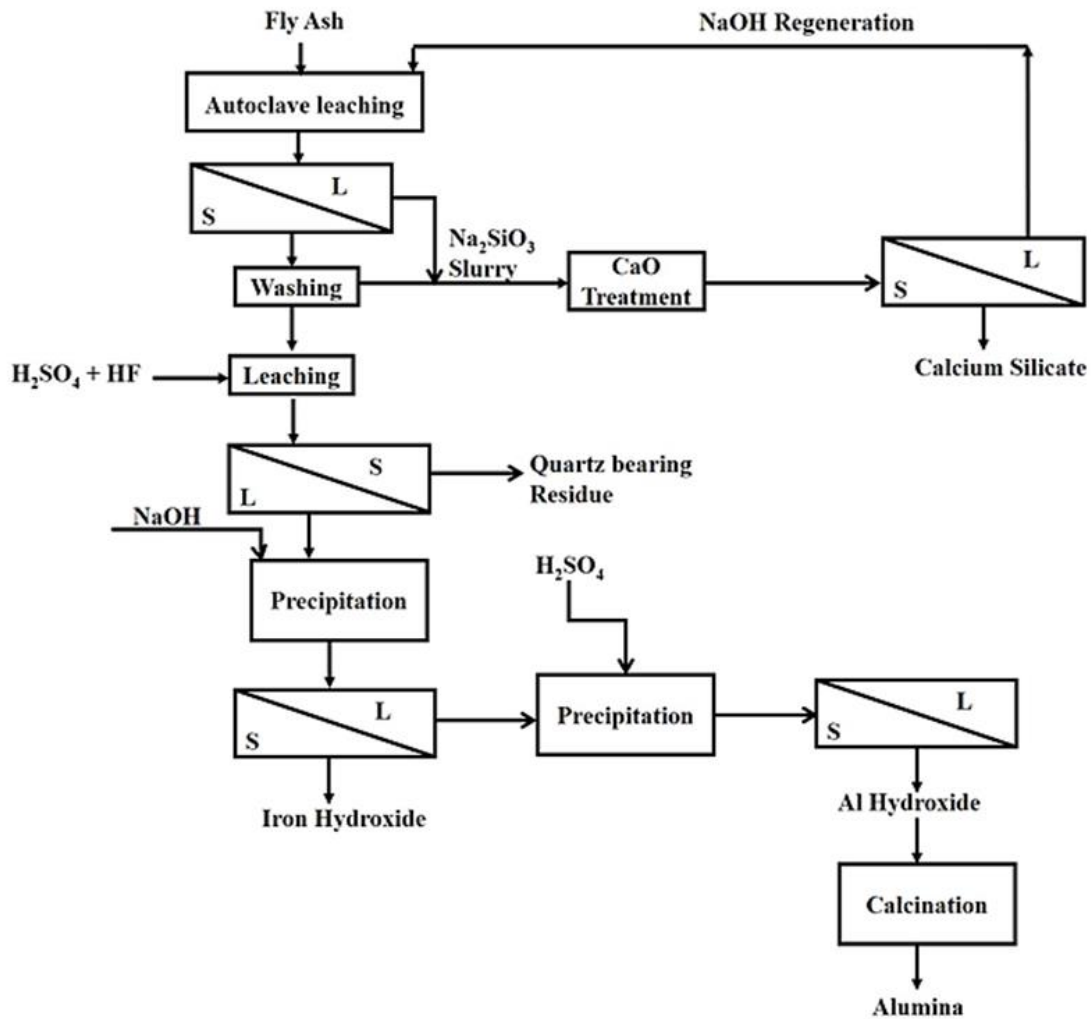 Fly Ash
NaOH Regeneration
Autoclave leaching
L
S
Na₂SiO₃
Slurry
Washing
CaO
Treatment
L
S
Calcium Silicate
H₂SO₄ + HF
Leaching
S
L
Quartz bearing
Residue
NaOH
Precipitation
H₂SO₄
L
S
Precipitation
L
S
Iron Hydroxide
Al Hydroxide
Calcination
Alumina